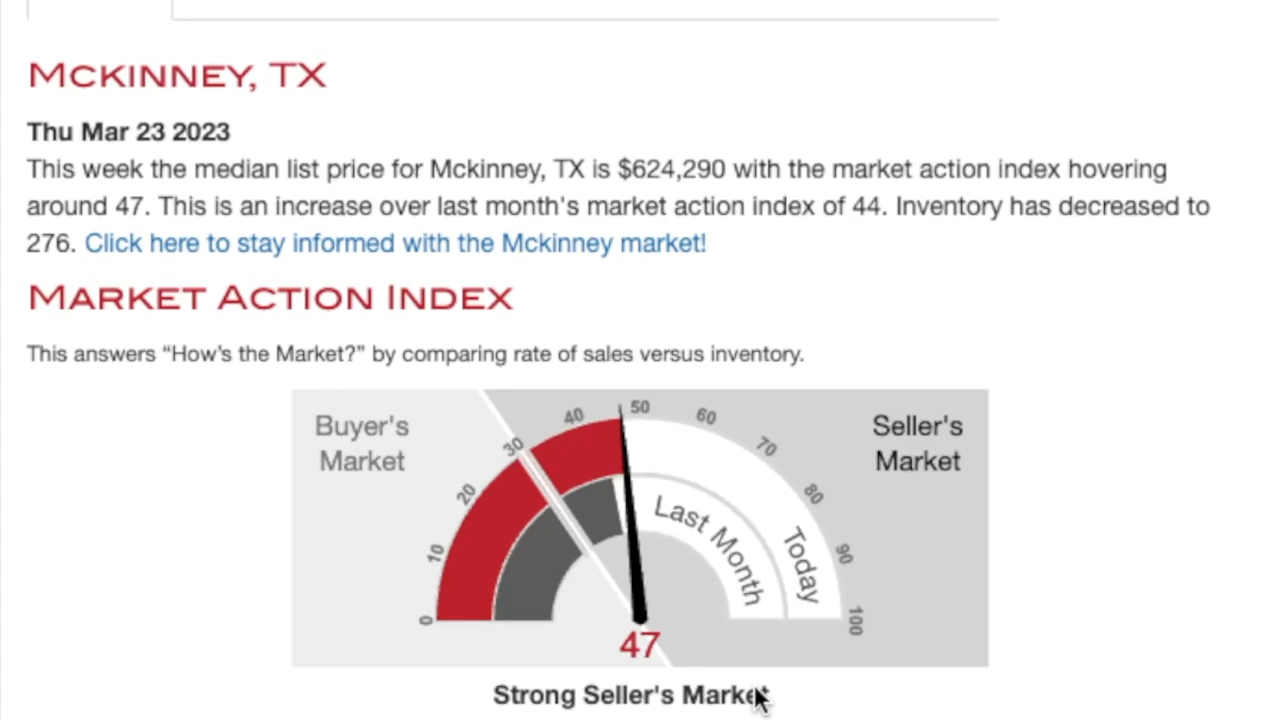 MCKINNEY, TX
Thu Mar 23 2023
This week the median list price for Mckinney, TX is $624,290 with the market action index hovering
around 47. This is an increase over last month's market action index of 44. Inventory has decreased to
276. Click here to stay informed with the Mckinney market!
MARKET ACTION INDEX
This answers “How's the Market?” by comparing rate of sales versus inventory.
Buyer's
Market
0
10
20
30
40
50
60
70
80
90
100
Seller's
Market
Last Month
Today
47
Strong Seller's Market